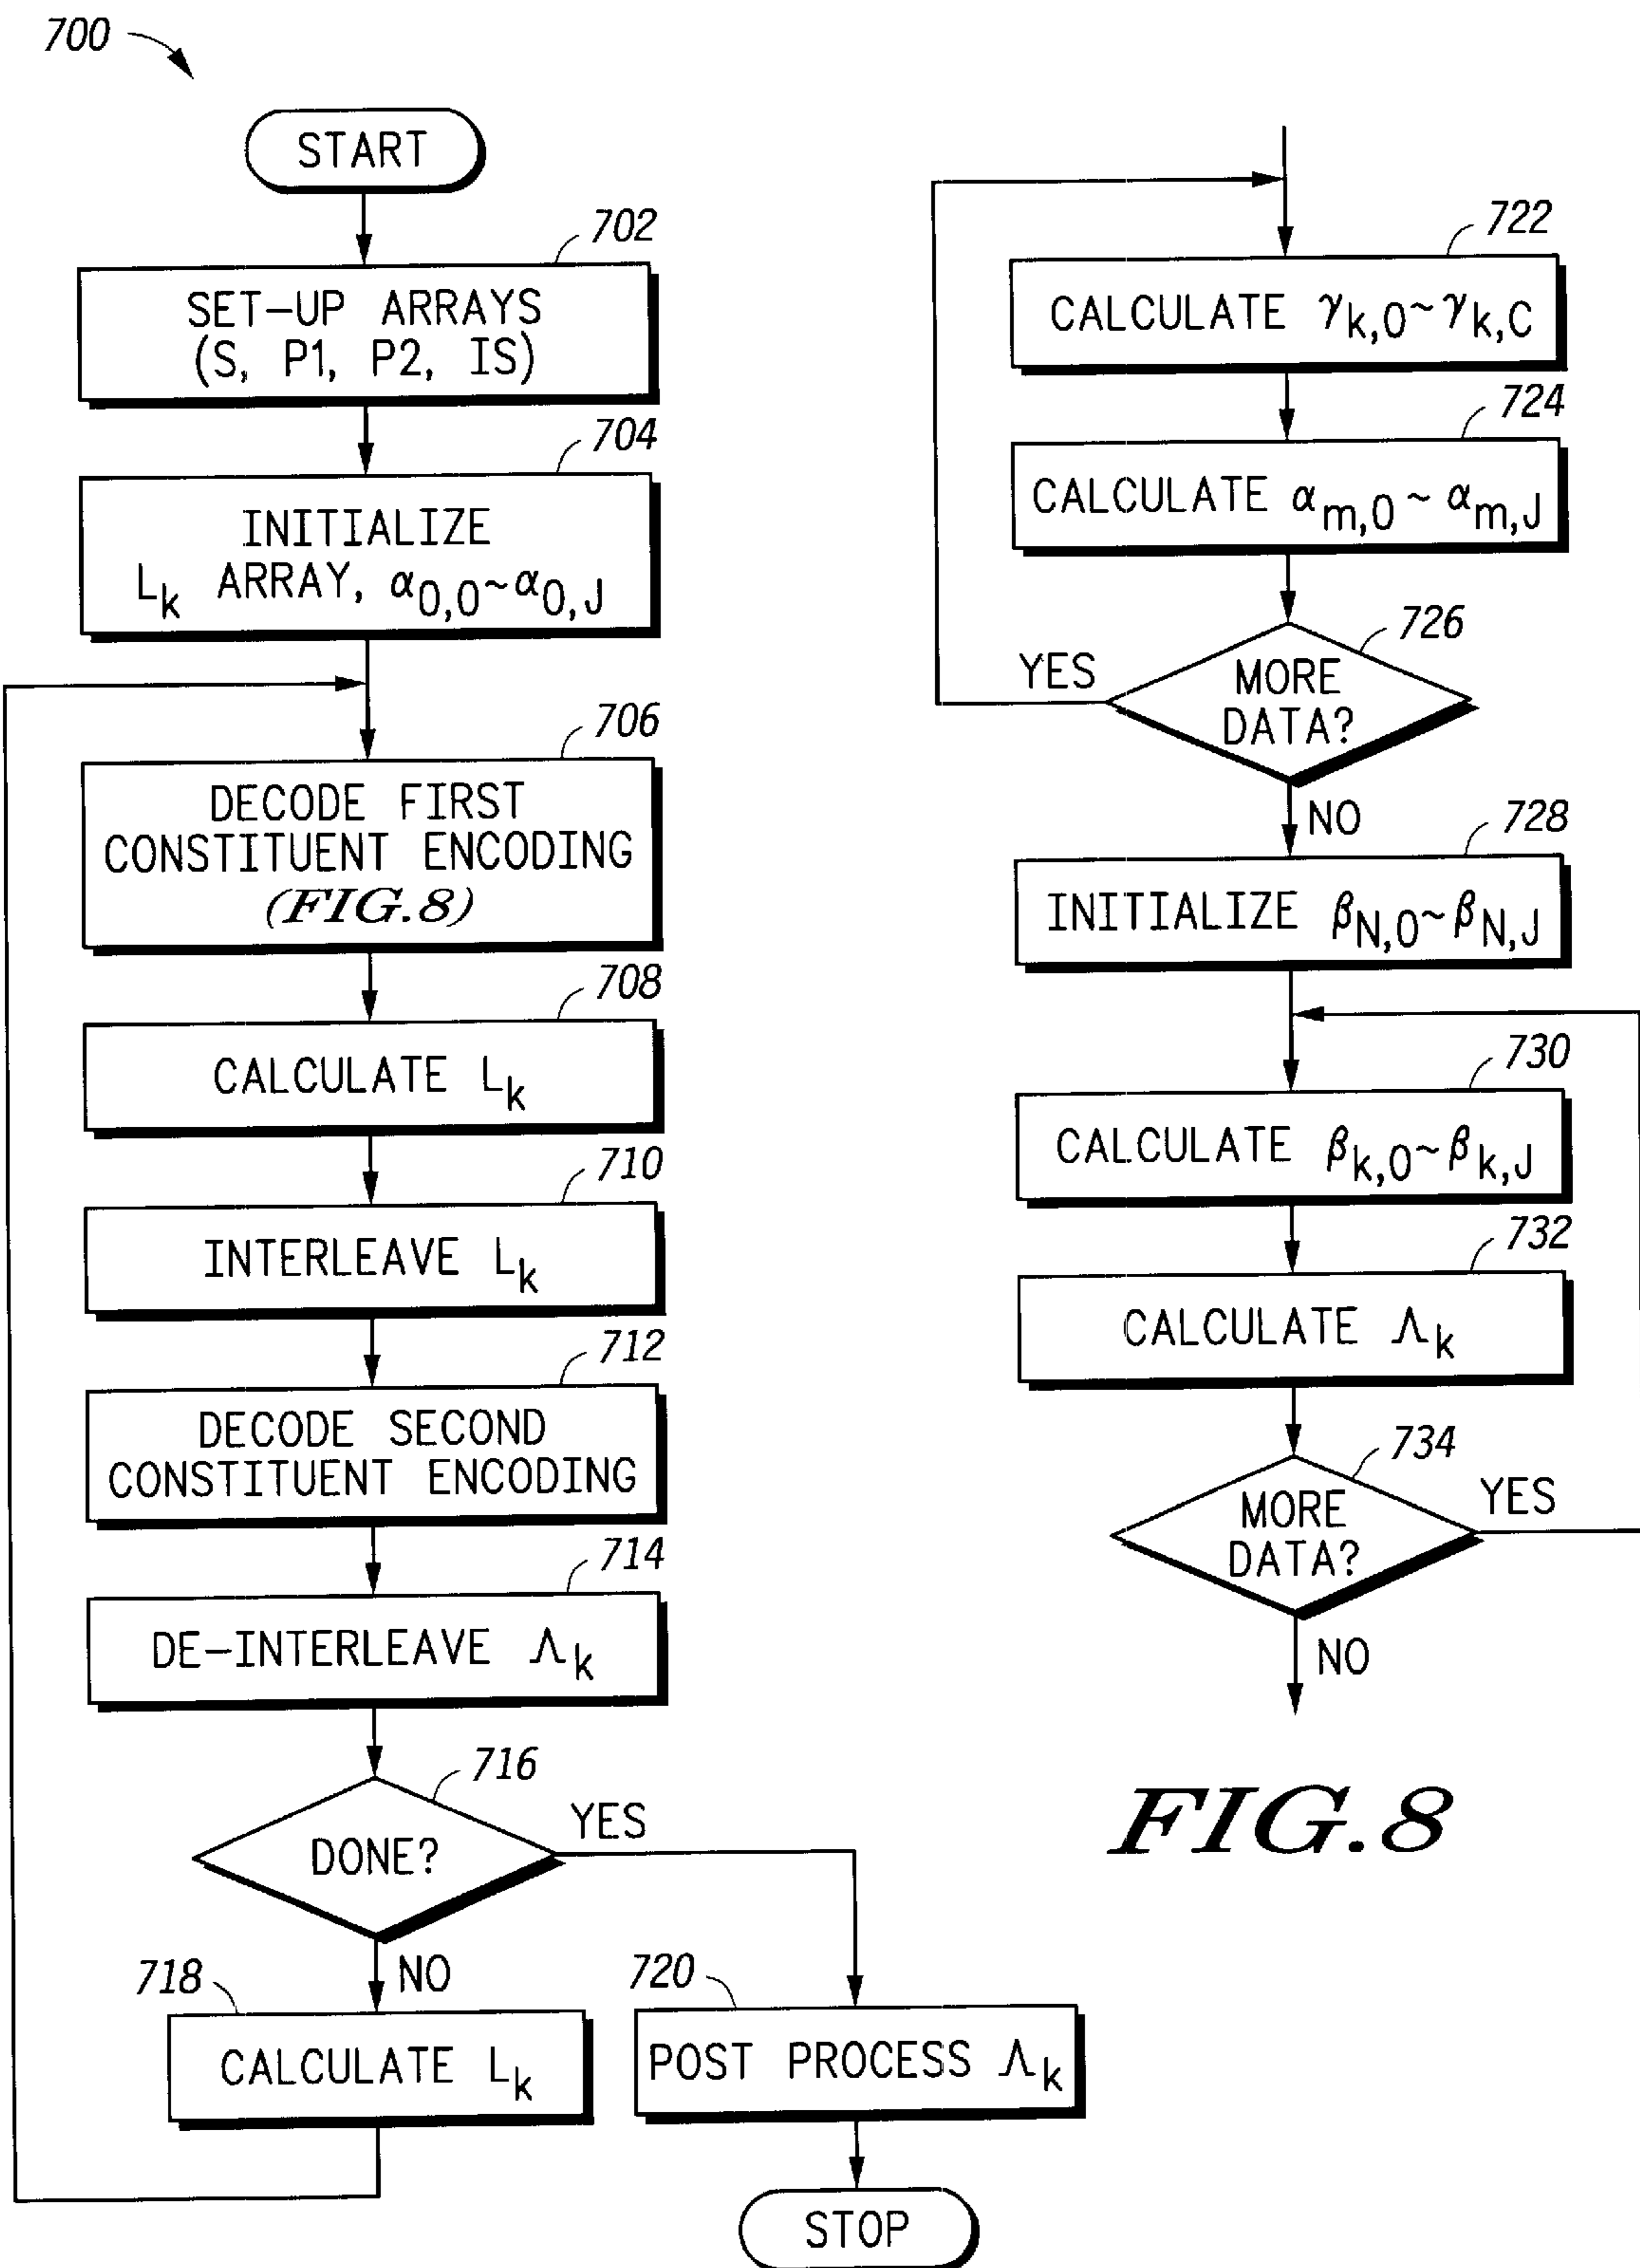 700
START
702
SET-UP ARRAYS
(S, P1, P2, IS)
704
INITIALIZE
Lk ARRAY, α0,0~α0,J
706
DECODE FIRST
CONSTITUENT ENCODING
(FIG.8)
708
CALCULATE Lk
710
INTERLEAVE Lk
712
DECODE SECOND
CONSTITUENT ENCODING
714
DE-INTERLEAVE Λk
716
DONE?
YES
NO
718
CALCULATE Lk
720
POST PROCESS Λk
STOP
722
CALCULATE γk,0~γk,C
724
CALCULATE αm,0~αm,J
726
YES
MORE
DATA?
NO
728
INITIALIZE βN,0~βN,J
730
CALCULATE βk,0~βk,J
732
CALCULATE Λk
734
MORE
DATA?
YES
NO
FIG.8